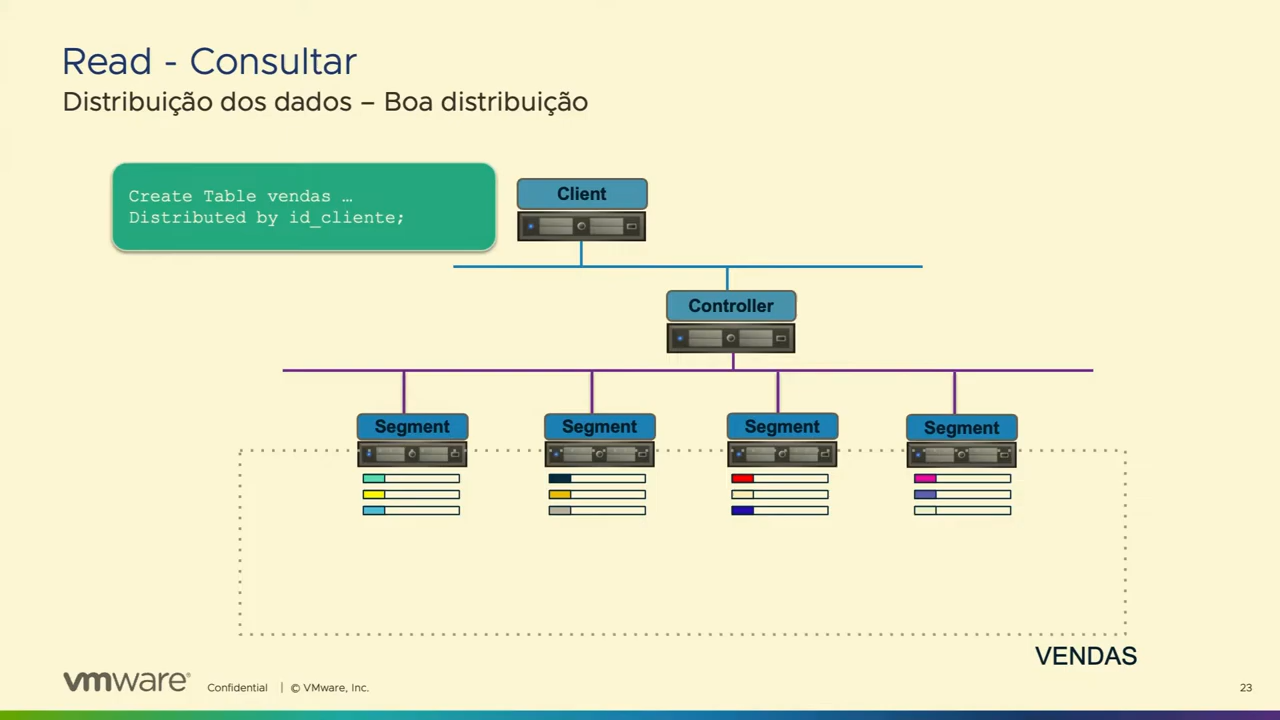 Read - Consultar
Distribuição dos dados – Boa distribuição
Create Table vendas …
Distributed by id_cliente;
Client
Controller
Segment
Segment
Segment
Segment
VENDAS
vmware®
Confidential | © VMware, Inc.
23